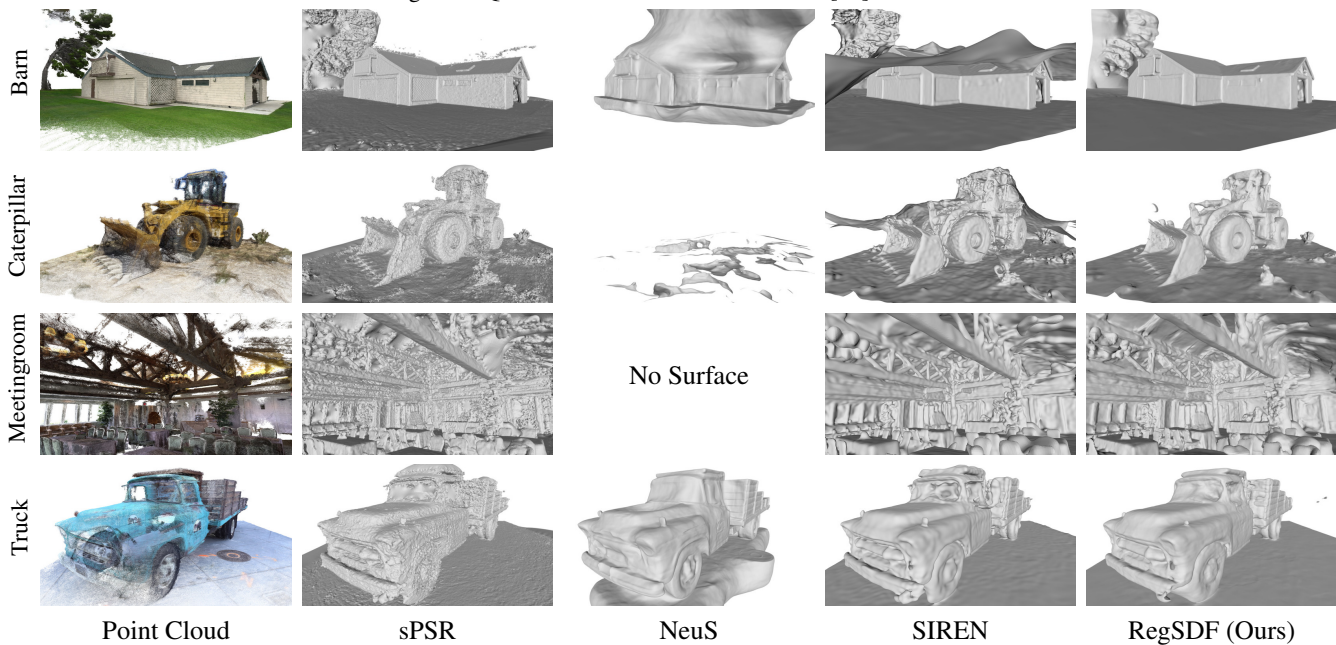 Barn
Caterpillar
Meetingroom
No Surface
Truck
Point Cloud
sPSR
NeuS
SIREN
RegSDF (Ours)